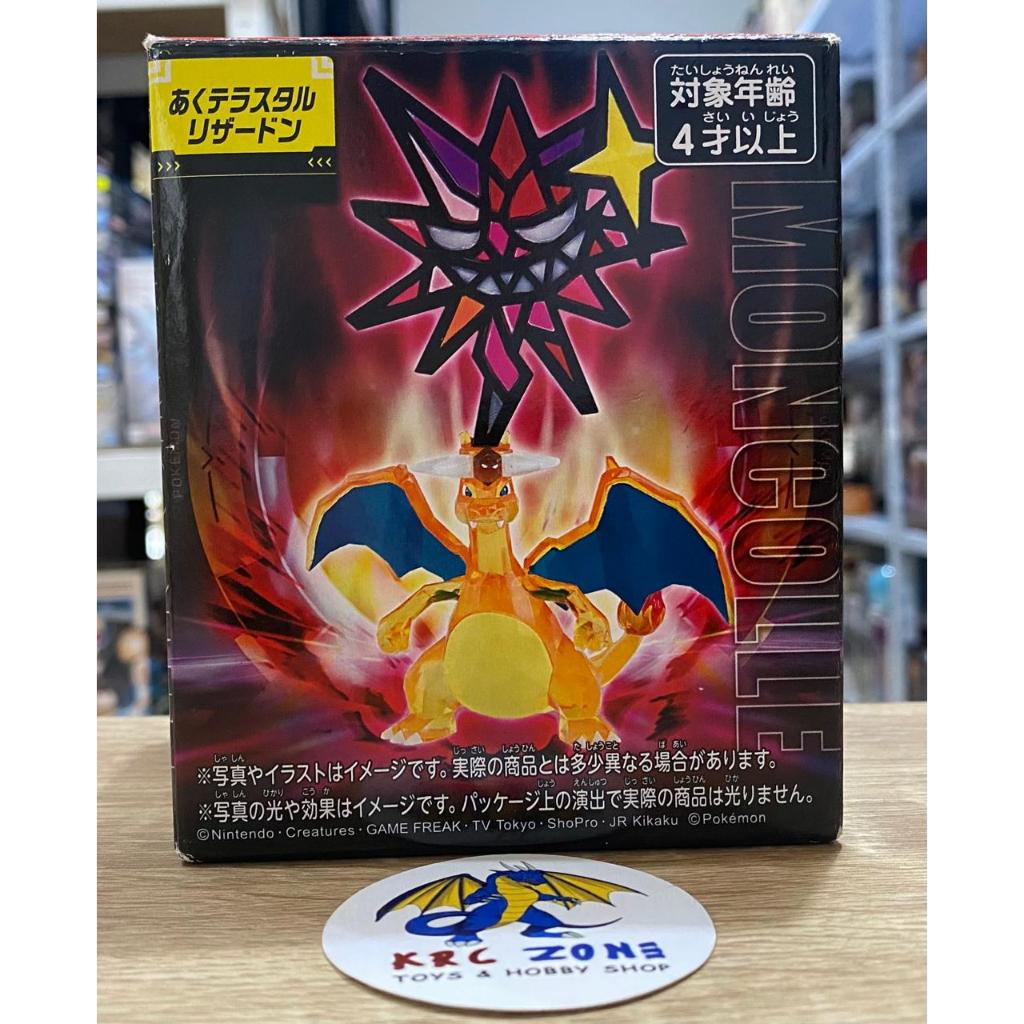 あくテラスタル
リザードン
たいしょうねんれい
対象年齢
さいいじょう
4才以上
MONCOLLE
POKÉMON
しゃしん じっさい しょうひん たしょうこと ばあい
※写真やイラストはイメージです。実際の商品とは多少異なる場合があります。
しゃしん ひかり こうか じょう えんしゅつ じっさい しょうひん ひか
※写真の光や効果はイメージです。パッケージ上の演出で実際の商品は光りません。
©Nintendo・Creatures・GAME FREAK・TV Tokyo・ShoPro・JR Kikaku ©Pokémon
KRC ZONE
TOYS & HOBBY SHOP